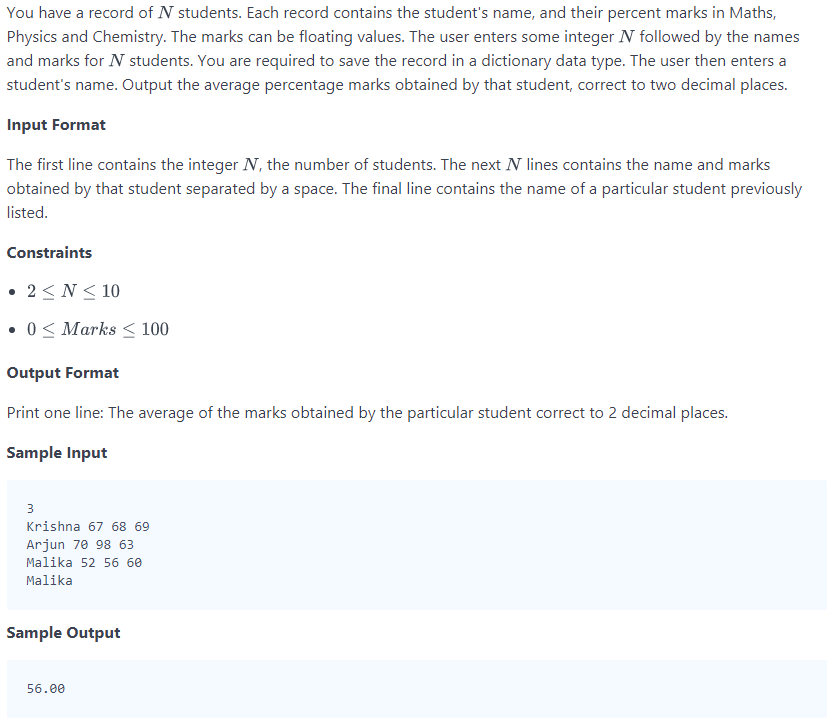 You have a record of N students. Each record contains the student's name, and their percent marks in Maths,
Physics and Chemistry. The marks can be floating values. The user enters some integer N followed by the names
and marks for N students. You are required to save the record in a dictionary data type. The user then enters a
student's name. Output the average percentage marks obtained by that student, correct to two decimal places.
Input Format
The first line contains the integer N, the number of students. The next N lines contains the name and marks
obtained by that student separated by a space. The final line contains the name of a particular student previously
listed.
Constraints
• 2 ≤ N ≤ 10
• 0 ≤ Marks ≤ 100
Output Format
Print one line: The average of the marks obtained by the particular student correct to 2 decimal places.
Sample Input
3
Krishna 67 68 69
Arjun 70 98 63
Malika 52 56 60
Malika
Sample Output
56.00